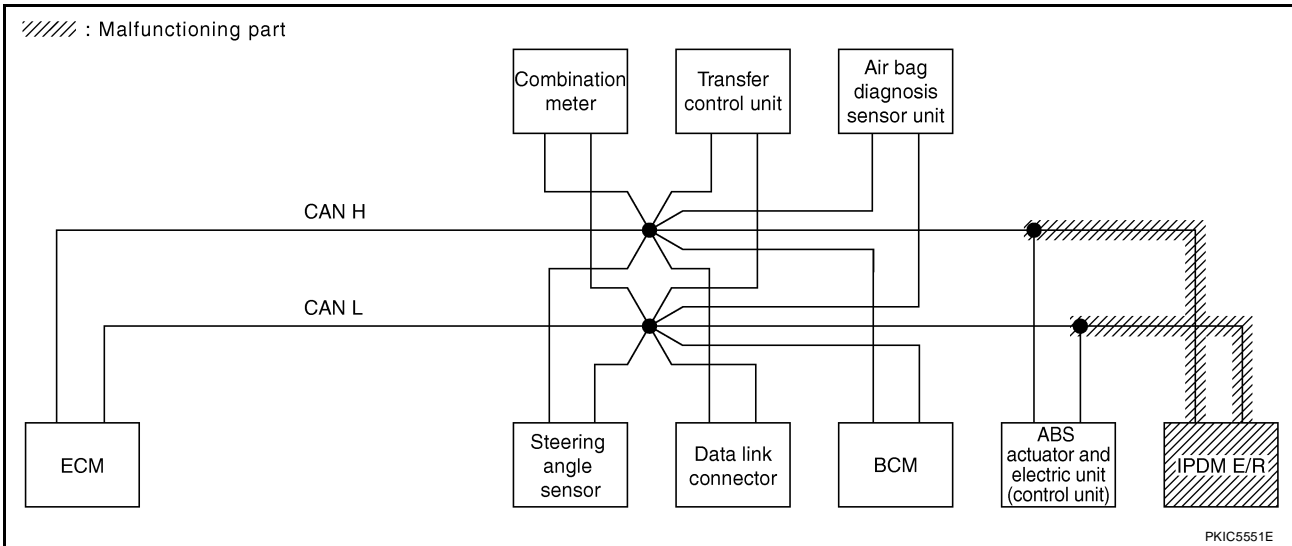 : Malfunctioning part
Combination
meter
Transfer
control unit
Air bag
diagnosis
sensor unit
CAN H
CAN L
ECM
Steering
angle
sensor
Data link
connector
BCM
ABS
actuator and
electric unit
(control unit)
IPDM E/R
PKIC5551E